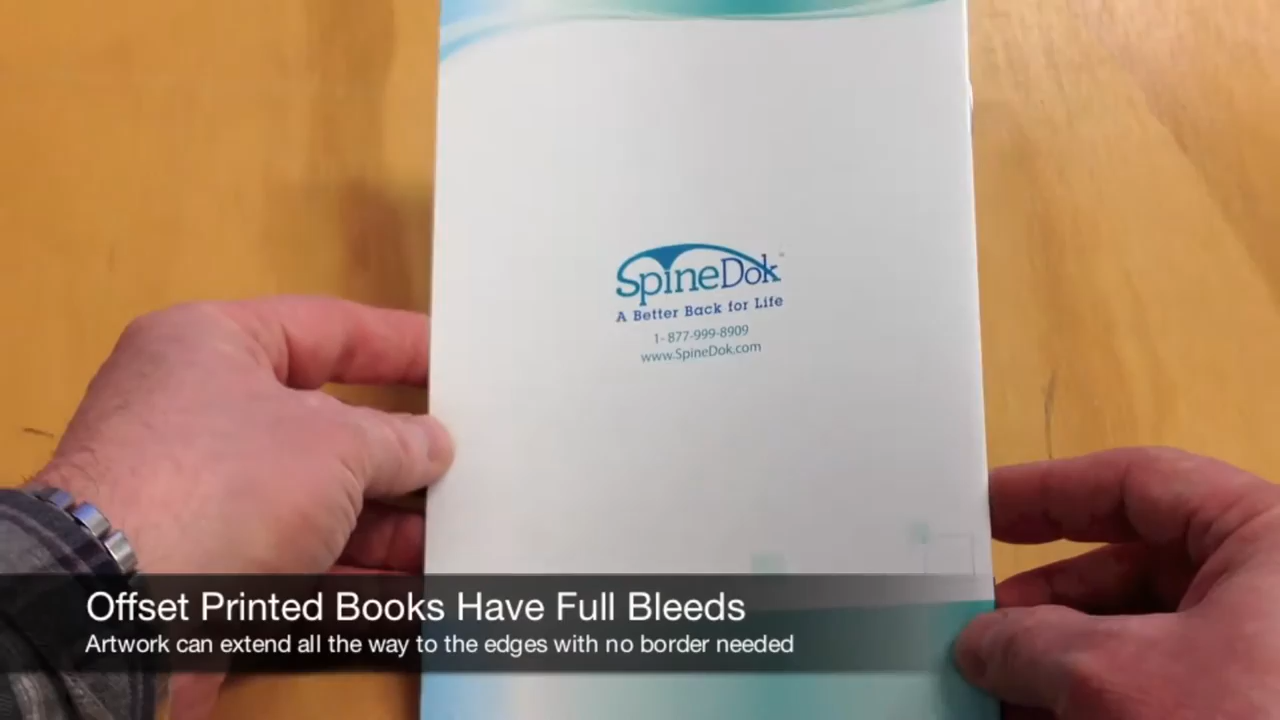 SpineDok™
A Better Back for Life
1-877-999-8909
www.SpineDok.com
Offset Printed Books Have Full Bleeds
Artwork can extend all the way to the edges with no border needed